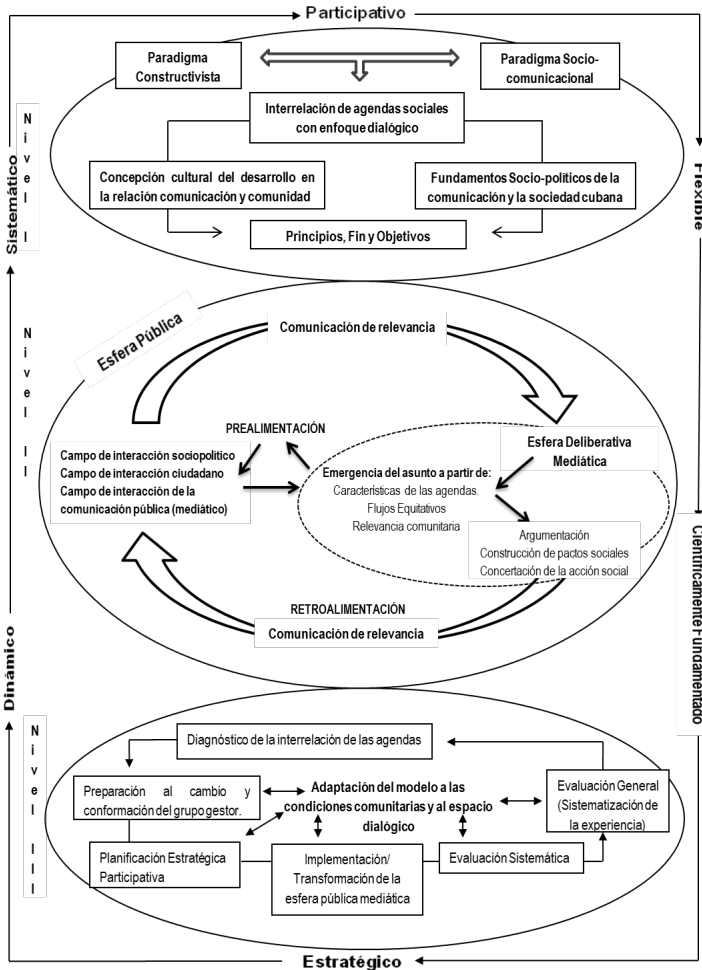 Participativo
Paradigma
Constructivista
Paradigma Socio-
comunicacional
Interrelación de agendas sociales
con enfoque dialógico
Concepción cultural del desarrollo en
la relación comunicación y comunidad
Fundamentos Socio-políticos de la
comunicación y la sociedad cubana
Principios, Fin y Objetivos
Nivel I
Sistemático
Flexible
Nivel II
Esfera Pública
Comunicación de relevancia
PREALIMENTACIÓN
Esfera Deliberativa
Mediática
Campo de interacción sociopolítico
Campo de interacción ciudadano
Campo de interacción de la
comunicación pública (mediático)
Emergencia del asunto a partir de:
Características de las agendas.
Flujos Equitativos
Relevancia comunitaria
Argumentación
Construcción de pactos sociales
Concertación de la acción social
RETROALIMENTACIÓN
Comunicación de relevancia
Dinámico
Científicamente Fundamentado
Nivel III
Diagnóstico de la interrelación de las agendas
Preparación al cambio y
conformación del grupo gestor.
Adaptación del modelo a las
condiciones comunitarias y al espacio
dialógico
Evaluación General
(Sistematización de
la experiencia)
Planificación Estratégica
Participativa
Implementación/
Transformación de la
esfera pública mediática
Evaluación Sistemática
Estratégico